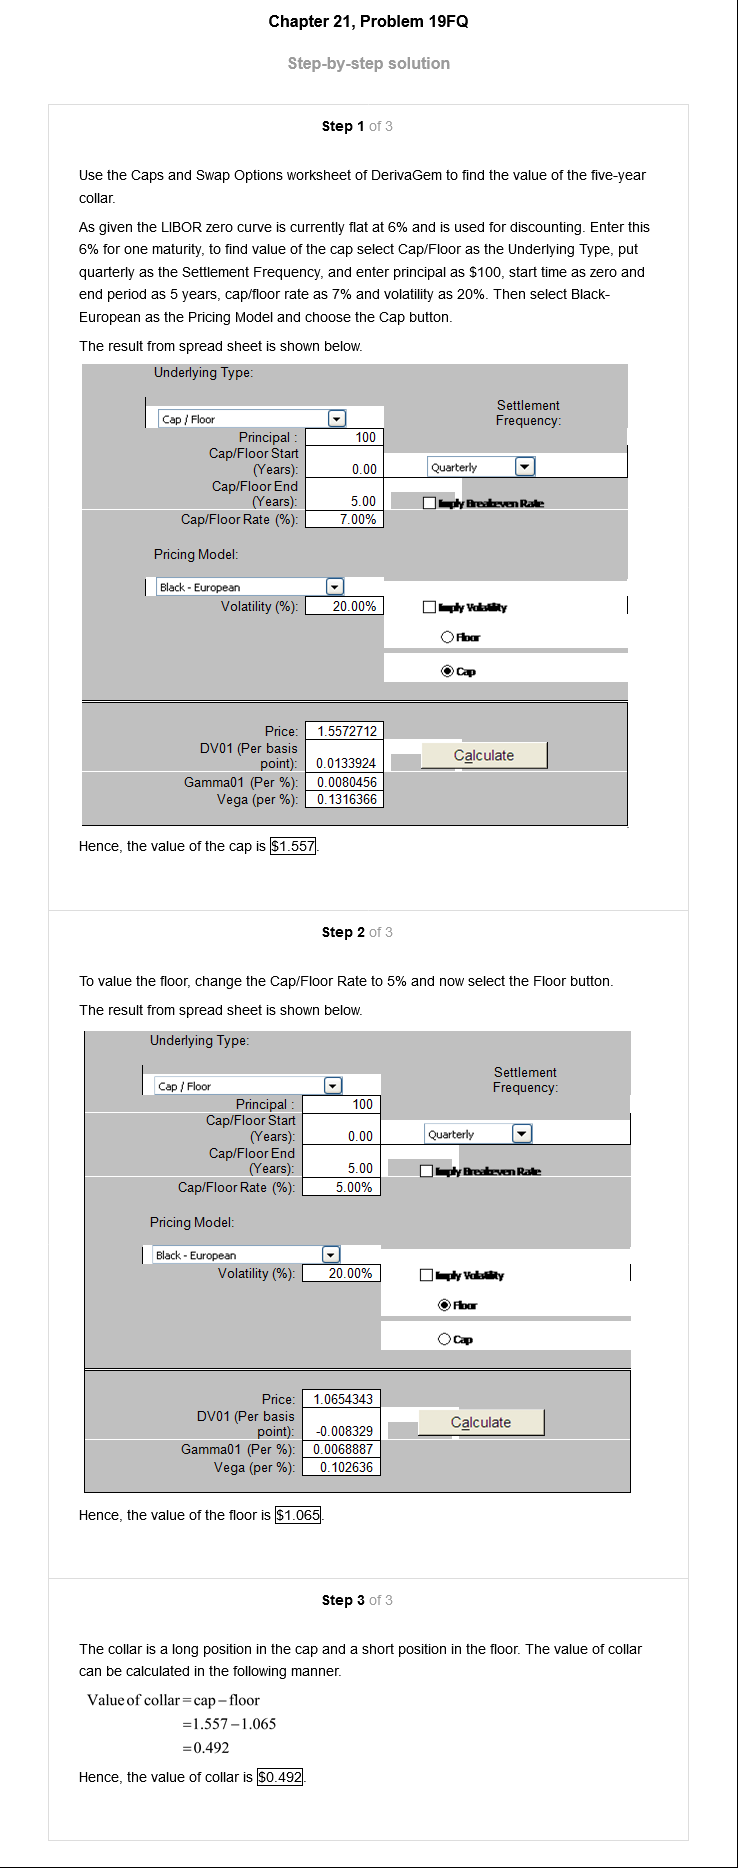 Chapter 21, Problem 19FQ
Step-by-step solution
Step 1 of 3
Use the Caps and Swap Options worksheet of DerivaGem to find the value of the five-year
collar.
As given the LIBOR zero curve is currently flat at 6% and is used for discounting. Enter this
6% for one maturity, to find value of the cap select Cap/Floor as the Underlying Type, put
quarterly as the Settlement Frequency, and enter principal as $100, start time as zero and
end period as 5 years, cap/floor rate as 7% and volatility as 20%. Then select Black-
European as the Pricing Model and choose the Cap button.
The result from spread sheet is shown below.
Underlying Type:
Settlement
Frequency:
Cap / Floor
Principal : 100
Cap/Floor Start
(Years): 0.00
Quarterly
Cap/Floor End
(Years): 5.00
Imply Breakeven Rate
Cap/Floor Rate (%): 7.00%
Pricing Model:
Black - European
Volatility (%): 20.00%
Imply Volatility
Floor
Cap
Price: 1.5572712
DV01 (Per basis
point): 0.0133924
Calculate
Gamma01 (Per %): 0.0080456
Vega (per %): 0.1316366
Hence, the value of the cap is $1.557.
Step 2 of 3
To value the floor, change the Cap/Floor Rate to 5% and now select the Floor button.
The result from spread sheet is shown below.
Underlying Type:
Settlement
Frequency:
Cap / Floor
Principal : 100
Cap/Floor Start
(Years): 0.00
Quarterly
Cap/Floor End
(Years): 5.00
Imply Breakeven Rate
Cap/Floor Rate (%): 5.00%
Pricing Model:
Black - European
Volatility (%): 20.00%
Imply Volatility
Floor
Cap
Price: 1.0654343
DV01 (Per basis
point): -0.008329
Calculate
Gamma01 (Per %): 0.0068887
Vega (per %): 0.102636
Hence, the value of the floor is $1.065.
Step 3 of 3
The collar is a long position in the cap and a short position in the floor. The value of collar
can be calculated in the following manner.
Value of collar = cap – floor
=1.557 – 1.065
=0.492
Hence, the value of collar is $0.492.